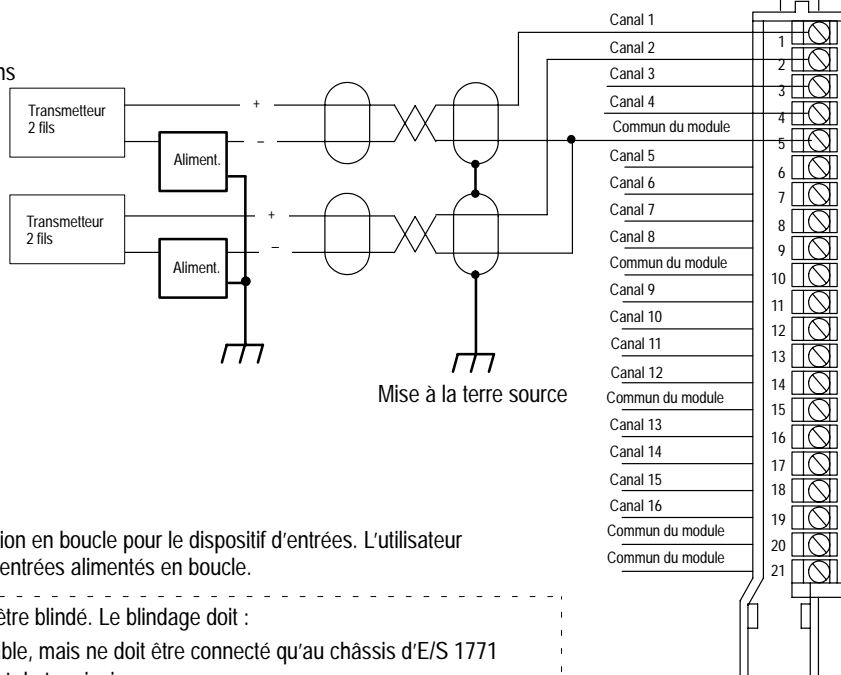 ns
Transmetteur
2 fils
+
–
Aliment.
Transmetteur
2 fils
+
–
Aliment.
Mise à la terre source
Canal 1
Canal 2
Canal 3
Canal 4
Commun du module
Canal 5
Canal 6
Canal 7
Canal 8
Commun du module
Canal 9
Canal 10
Canal 11
Canal 12
Commun du module
Canal 13
Canal 14
Canal 15
Canal 16
Commun du module
Commun du module
1
2
3
4
5
6
7
8
9
10
11
12
13
14
15
16
17
18
19
20
21
ion en boucle pour le dispositif d'entrées. L'utilisateur
entrées alimentés en boucle.
être blindé. Le blindage doit :
ble, mais ne doit être connecté qu'au châssis d'E/S 1771